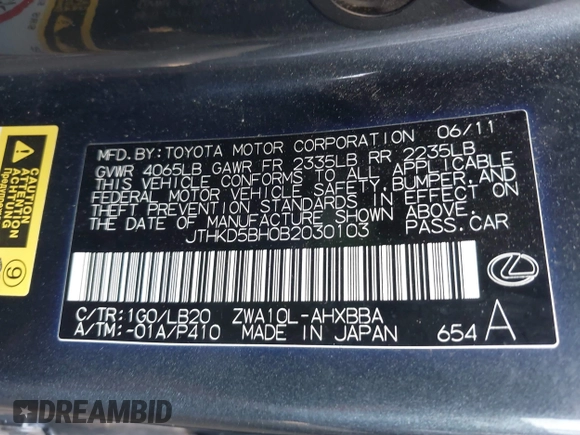 MFD.BY:TOYOTA MOTOR CORPORATION 06/11
GVWR 4065LB GAWR FR 2335LB RR 2235LB
THIS VEHICLE CONFORMS TO ALL APPLICABLE
FEDERAL MOTOR VEHICLE SAFETY,BUMPER,AND
THEFT PREVENTION STANDARDS IN EFFECT ON
THE DATE OF MANUFACTURE SHOWN ABOVE.
JTHKD5BH0B2030103 PASS.CAR
C/TR:1G0/LB20 ZWA10L-AHXBBA
A/TM:-01A/P410 MADE IN JAPAN 654 A
CAUTION
ATTENTION
ACHTUNG
9
DREAMBID